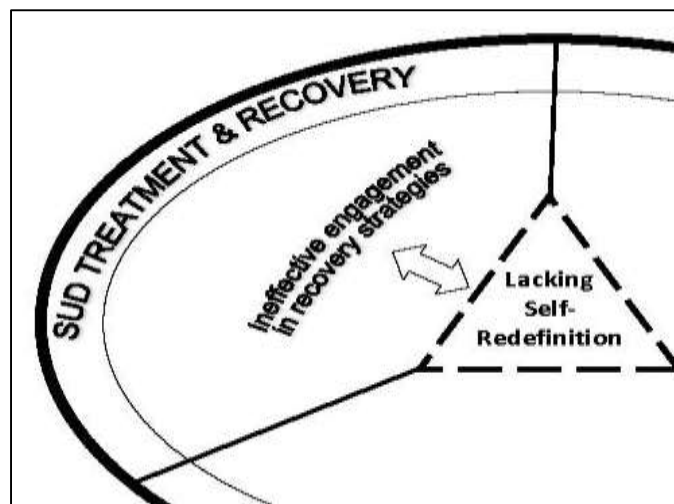 SUD TREATMENT & RECOVERY
Ineffective engagement
in recovery strategies
Lacking
Self-
Redefinition